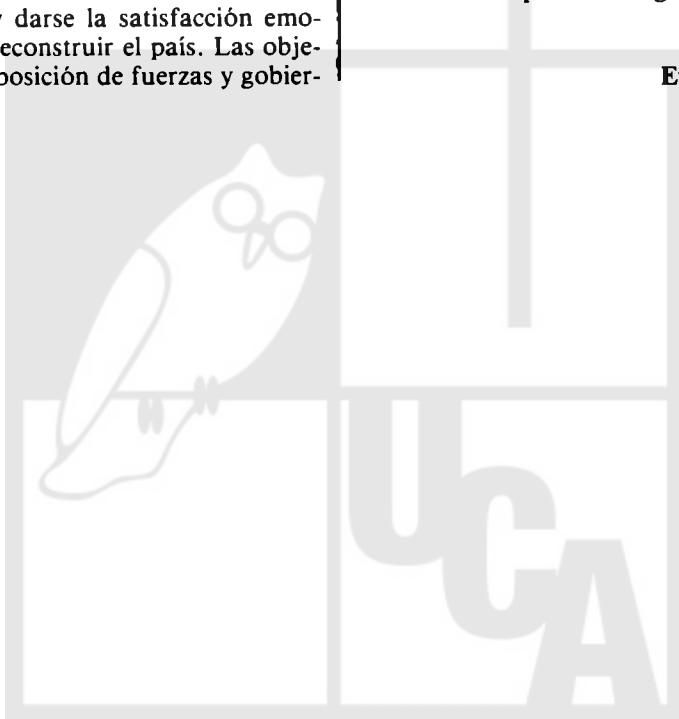 darse la satisfacción emo-
econstruir el país. Las obje-
posición de fuerzas y gobier-
UCA